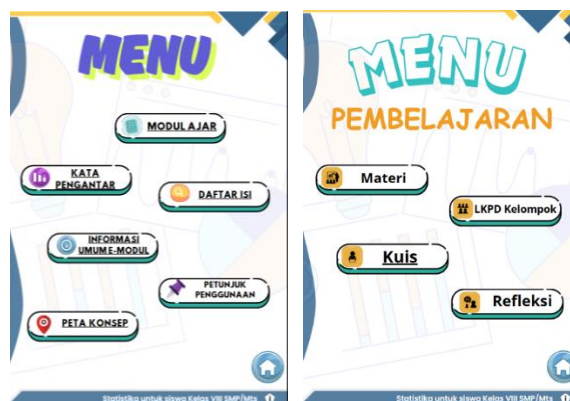 MENU
MODUL AJAR
KATA
PENGANTAR
DAFTAR ISI
INFORMASI
UMUM E-MODUL
PETUNJUK
PENGGUNAAN
PETA KONSEP
Statistika untuk siswa Kelas VIII SMP/Mts
MENU
PEMBELAJARAN
Materi
LKPD Kelompok
Kuis
Refleksi
Statistika untuk siswa Kelas VIII SMP/Mts